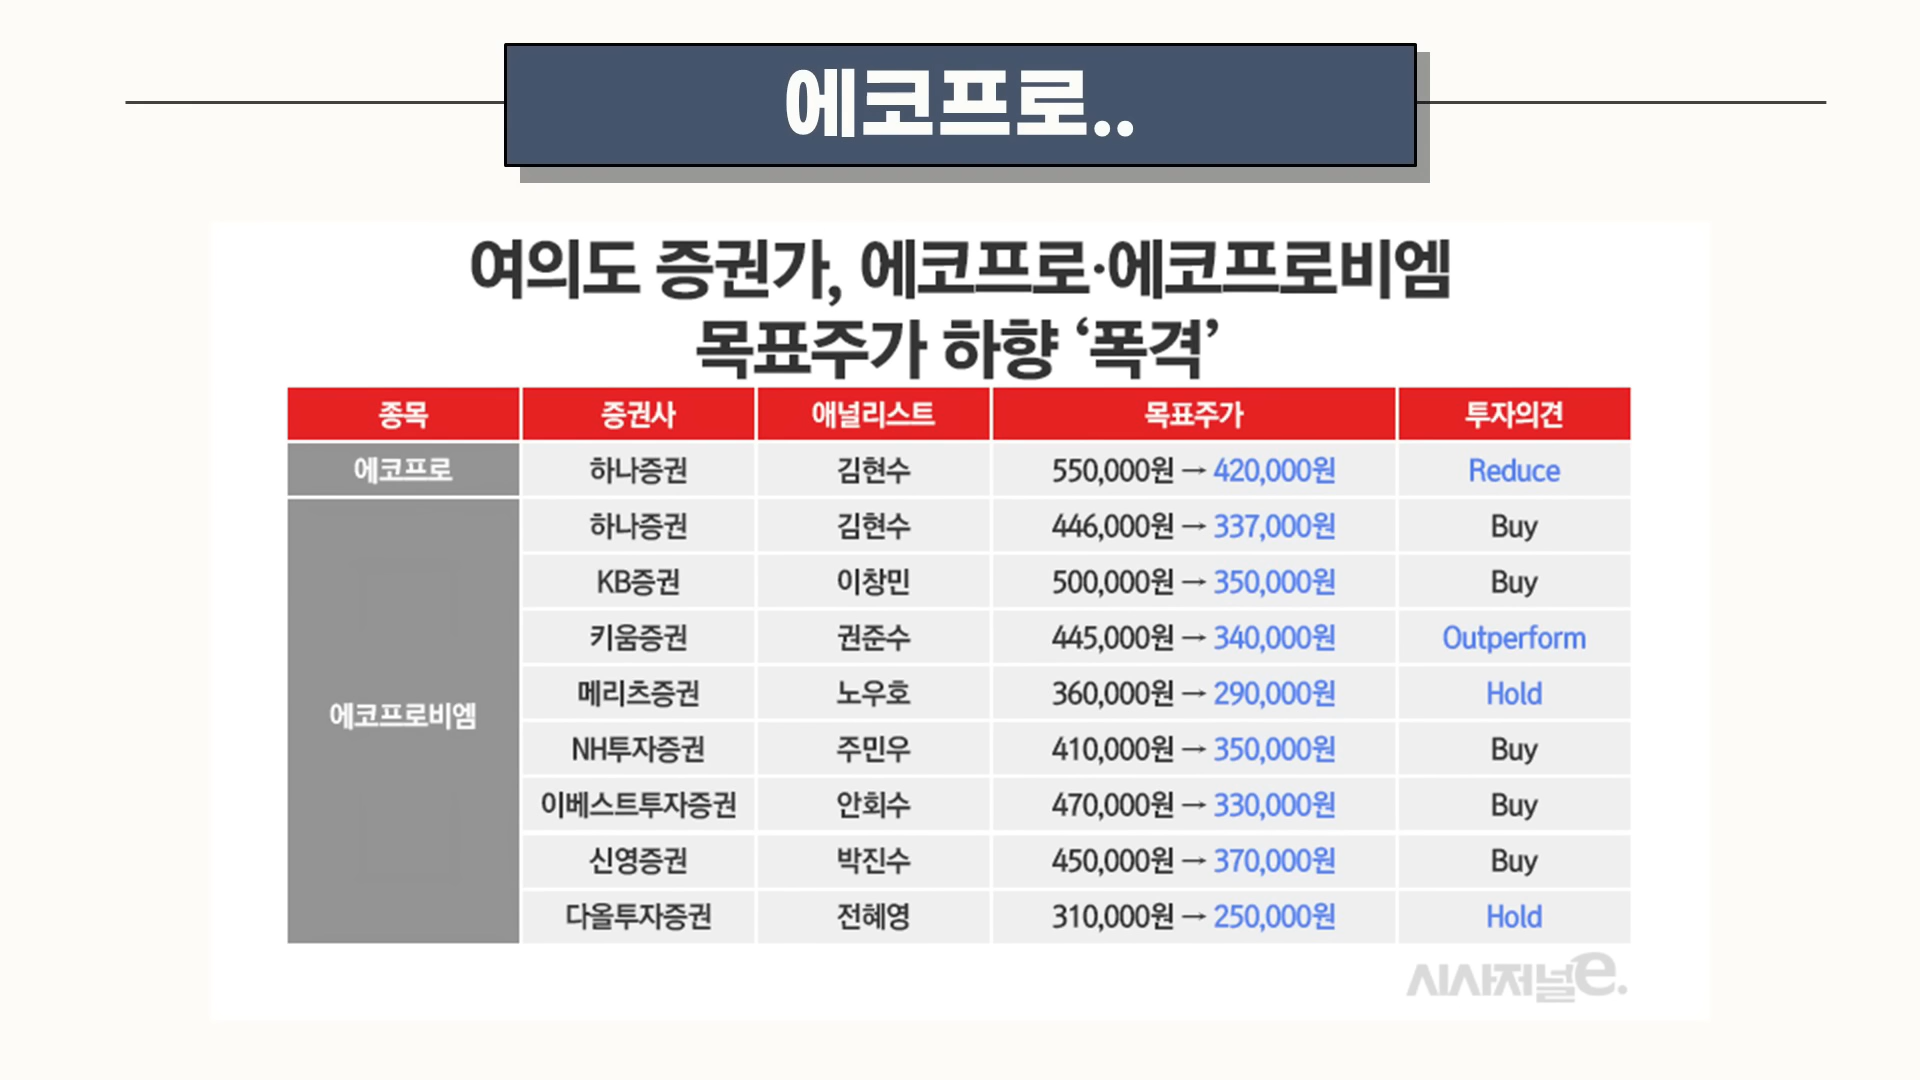 에코프로..
여의도 증권가, 에코프로·에코프로비엠
목표주가 하향 ‘폭격’
종목 증권사 애널리스트 목표주가 투자의견
에코프로 하나증권 김현수 550,000원 → 420,000원 Reduce
에코프로비엠 하나증권 김현수 446,000원 → 337,000원 Buy
KB증권 이창민 500,000원 → 350,000원 Buy
키움증권 권준수 445,000원 → 340,000원 Outperform
메리츠증권 노우호 360,000원 → 290,000원 Hold
NH투자증권 주민우 410,000원 → 350,000원 Buy
이베스트투자증권 안회수 470,000원 → 330,000원 Buy
신영증권 박진수 450,000원 → 370,000원 Buy
다올투자증권 전혜영 310,000원 → 250,000원 Hold
시사저널e.